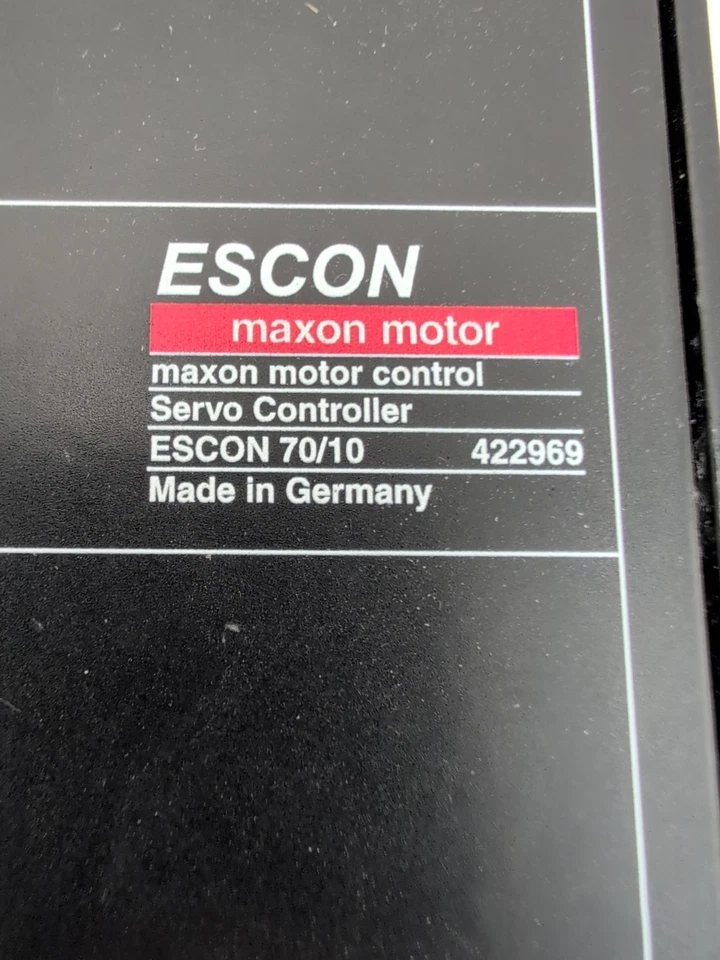 ESCON
maxon motor
maxon motor control
Servo Controller
ESCON 70/10 422969
Made in Germany